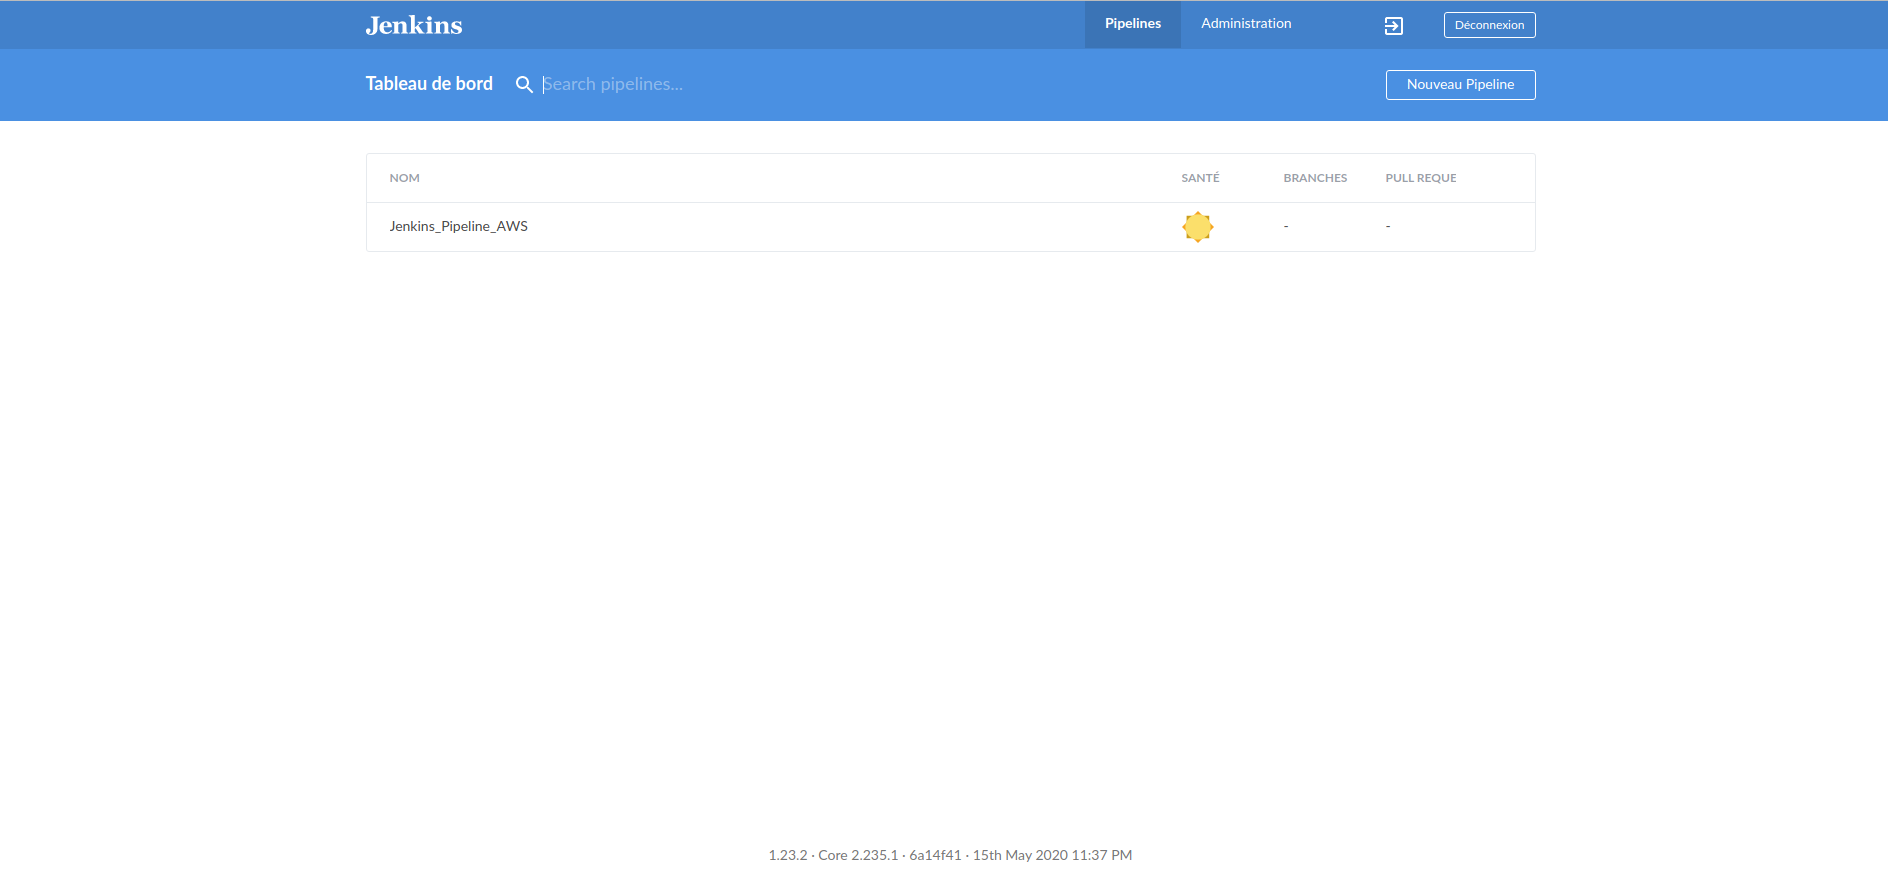 Jenkins Pipelines Administration Déconnexion
Tableau de bord Search pipelines... Nouveau Pipeline
NOM SANTÉ BRANCHES PULL REQUE
Jenkins_Pipeline_AWS - -
1.23.2 · Core 2.235.1 · 6a14f41 · 15th May 2020 11:37 PM